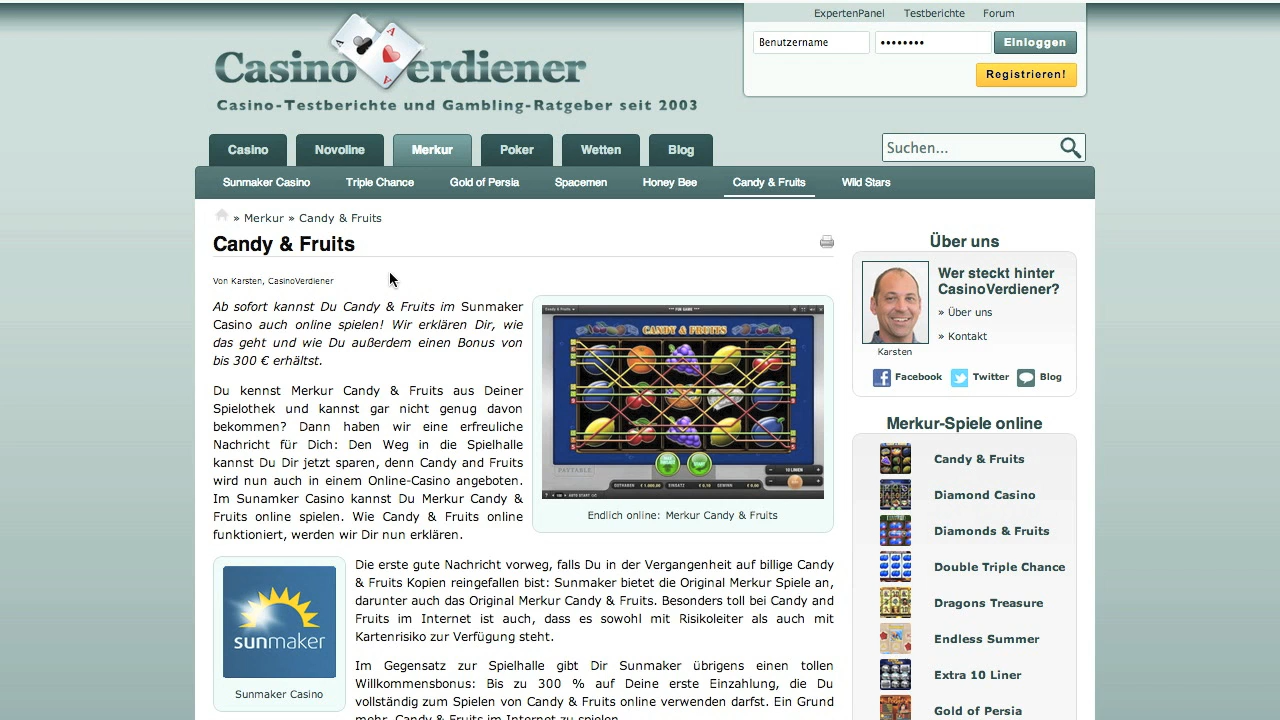 ExpertenPanel Testberichte Forum
Benutzername •••••••• Einloggen
Registrieren!
CasinoVerdiener
Casino-Testberichte und Gambling-Ratgeber seit 2003
Casino Novoline Merkur Poker Wetten Blog
Suchen...
Sunmaker Casino Triple Chance Gold of Persia Spacemen Honey Bee Candy & Fruits Wild Stars
» Merkur » Candy & Fruits
Candy & Fruits
Von Karsten, CasinoVerdiener
Ab sofort kannst Du Candy & Fruits im Sunmaker
Casino auch online spielen! Wir erklären Dir, wie
das geht und wie Du außerdem einen Bonus von
bis 300 € erhältst.
Du kennst Merkur Candy & Fruits aus Deiner
Spielothek und kannst gar nicht genug davon
bekommen? Dann haben wir eine erfreuliche
Nachricht für Dich: Den Weg in die Spielhalle
kannst Du Dir jetzt sparen, denn Candy and Fruits
wird nun auch in einem Online-Casino angeboten.
Im Sunamker Casino kannst Du Merkur Candy &
Fruits online spielen. Wie Candy & Fruits online
funktioniert, werden wir Dir nun erklären.
CANDY & FRUITS
PAYTABLE
Endlich online: Merkur Candy & Fruits
sunmaker
Sunmaker Casino
Die erste gute Nachricht vorweg, falls Du in der Vergangenheit auf billige Candy
& Fruits Kopien reingefallen bist: Sunmaker bietet die Original Merkur Spiele an,
darunter auch das Original Merkur Candy & Fruits. Besonders toll bei Candy and
Fruits im Internet ist auch, dass es sowohl mit Risikoleiter als auch mit
Kartenrisiko zur Verfügung steht.
Im Gegensatz zur Spielhalle gibt Dir Sunmaker übrigens einen tollen
Willkommensbonus: Bis zu 300 % auf Deine erste Einzahlung, die Du
vollständig zum Spielen von Candy & Fruits online verwenden darfst. Ein Grund
mehr, Candy & Fruits im Internet zu spielen.
Über uns
Wer steckt hinter
CasinoVerdiener?
» Über uns
» Kontakt
Karsten
Facebook Twitter Blog
Merkur-Spiele online
Candy & Fruits
Diamond Casino
Diamonds & Fruits
Double Triple Chance
Dragons Treasure
Endless Summer
Extra 10 Liner
Gold of Persia